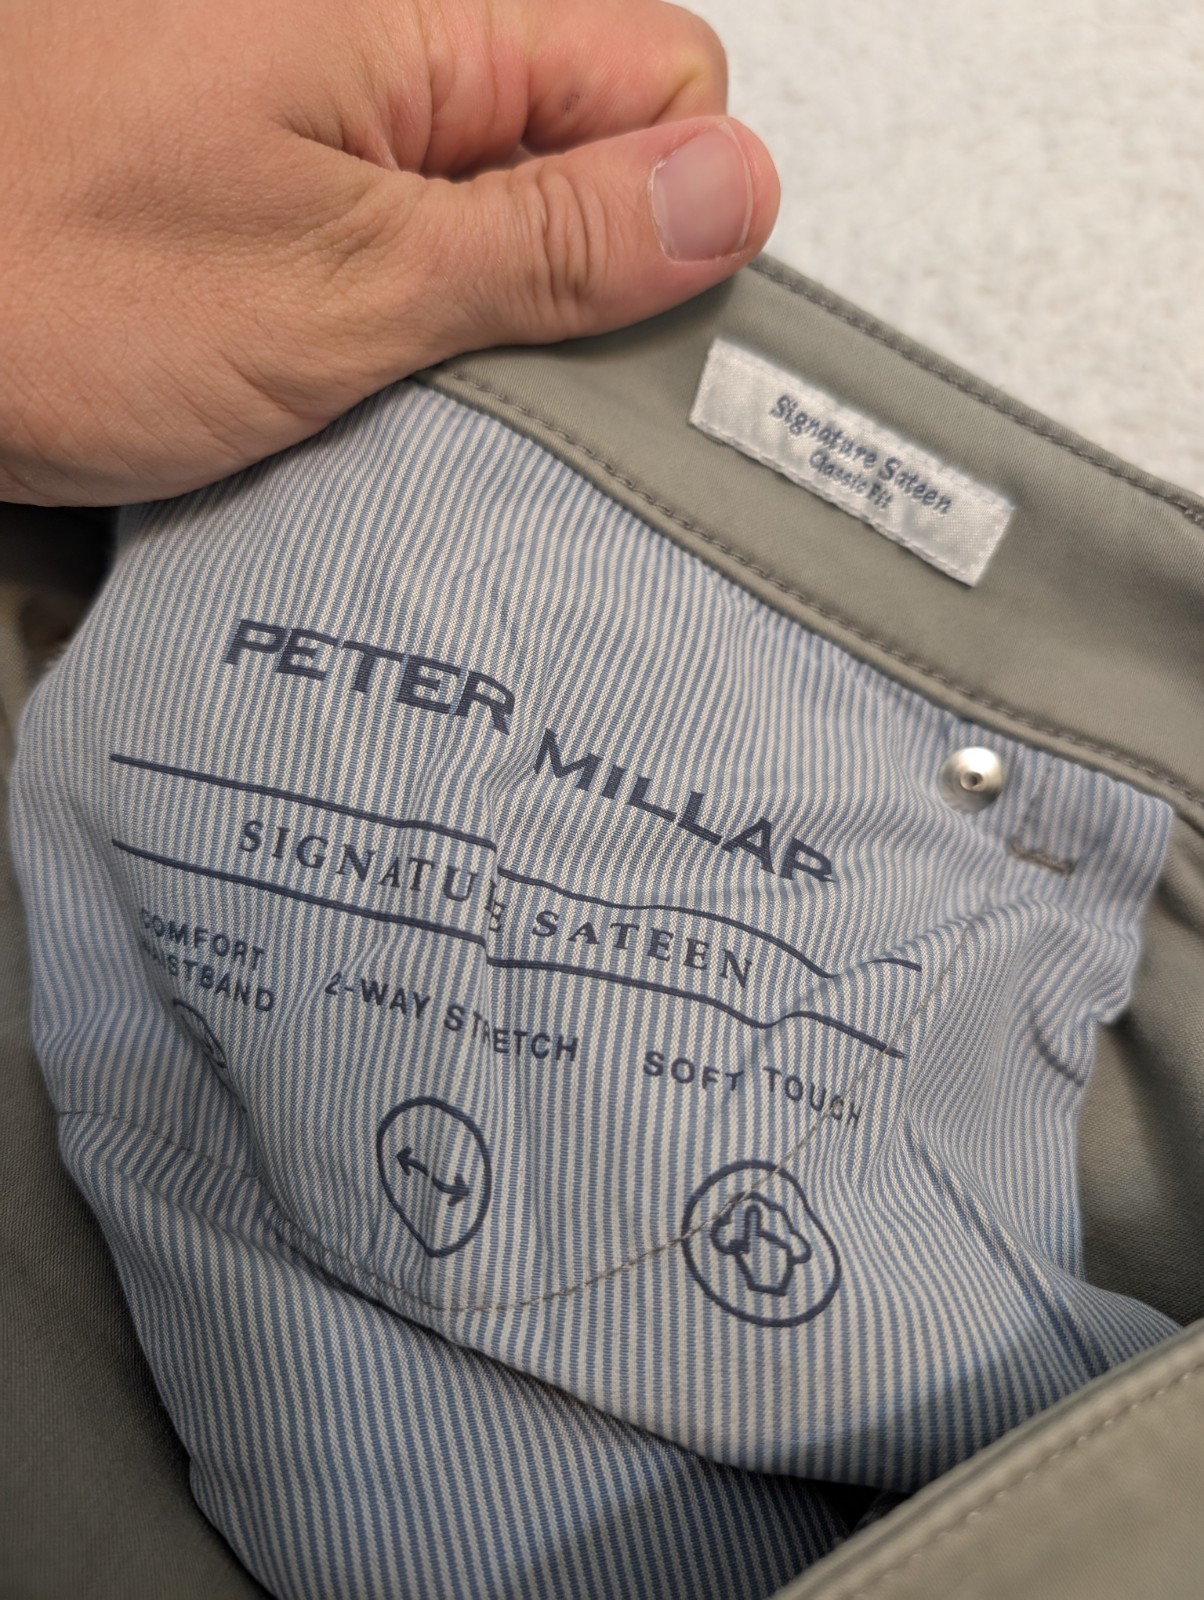 Signature Sateen
Classic Fit
PETER MILLAR
SIGNATURE SATEEN
COMFORT
WAISTBAND
2-WAY STRETCH
SOFT TOUCH